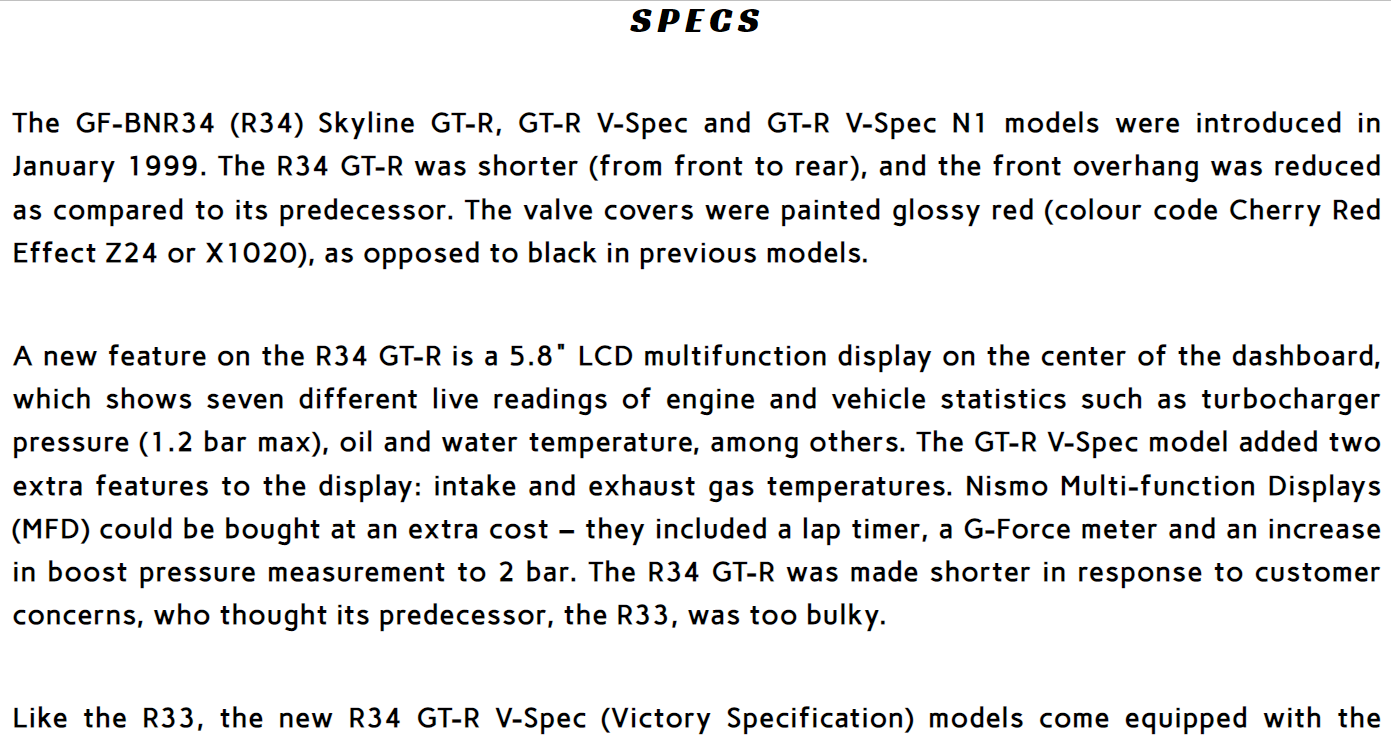 SPECS
The GF-BNR34 (R34) Skyline GT-R, GT-R V-Spec and GT-R V-Spec N1 models were introduced in
January 1999. The R34 GT-R was shorter (from front to rear), and the front overhang was reduced
as compared to its predecessor. The valve covers were painted glossy red (colour code Cherry Red
Effect Z24 or X1020), as opposed to black in previous models.
A new feature on the R34 GT-R is a 5.8" LCD multifunction display on the center of the dashboard,
which shows seven different live readings of engine and vehicle statistics such as turbocharger
pressure (1.2 bar max), oil and water temperature, among others. The GT-R V-Spec model added two
extra features to the display: intake and exhaust gas temperatures. Nismo Multi-function Displays
(MFD) could be bought at an extra cost – they included a lap timer, a G-Force meter and an increase
in boost pressure measurement to 2 bar. The R34 GT-R was made shorter in response to customer
concerns, who thought its predecessor, the R33, was too bulky.
Like the R33, the new R34 GT-R V-Spec (Victory Specification) models come equipped with the